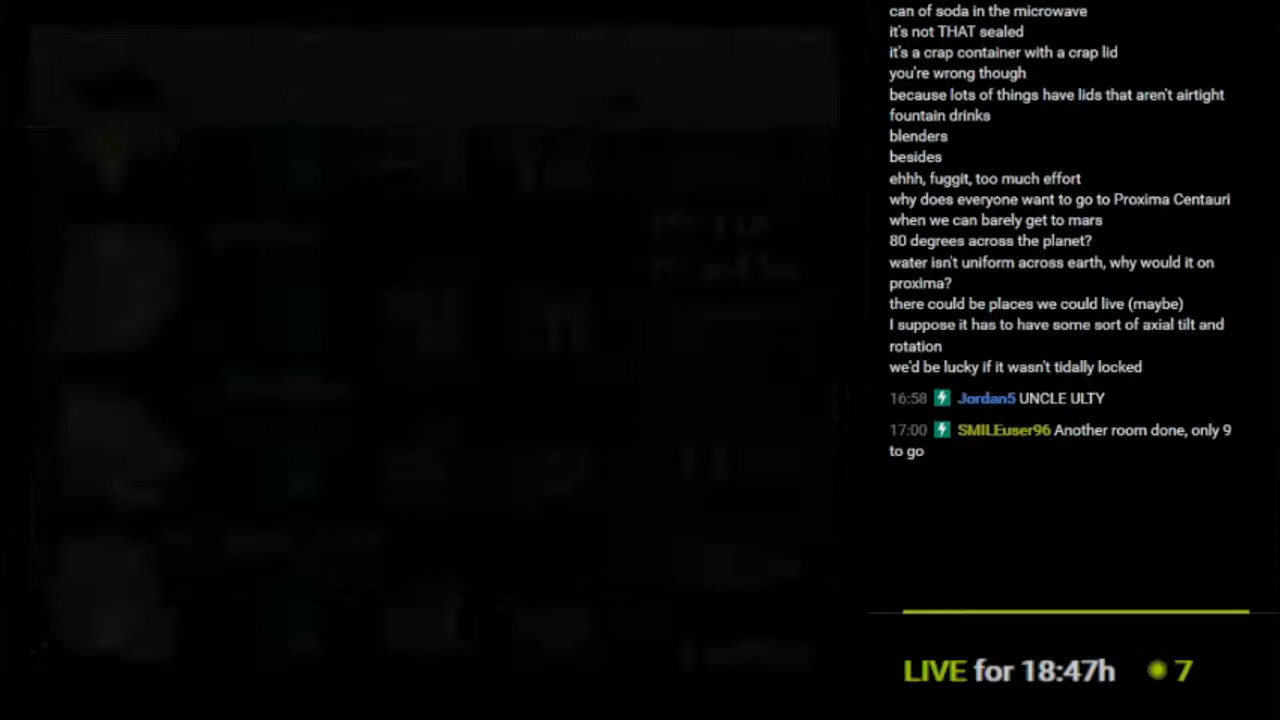 can of soda in the microwave
it's not THAT sealed
it's a crap container with a crap lid
you're wrong though
because lots of things have lids that aren't airtight
fountain drinks
blenders
besides
ehhh, fuggit, too much effort
why does everyone want to go to Proxima Centauri
when we can barely get to mars
80 degrees across the planet?
water isn't uniform across earth, why would it on
proxima?
there could be places we could live (maybe)
I suppose it has to have some sort of axial tilt and
rotation
we'd be lucky if it wasn't tidally locked
16:58 Jordan5 UNCLE ULTY
17:00 SMILEuser96 Another room done, only 9
to go
LIVE for 18:47h 7